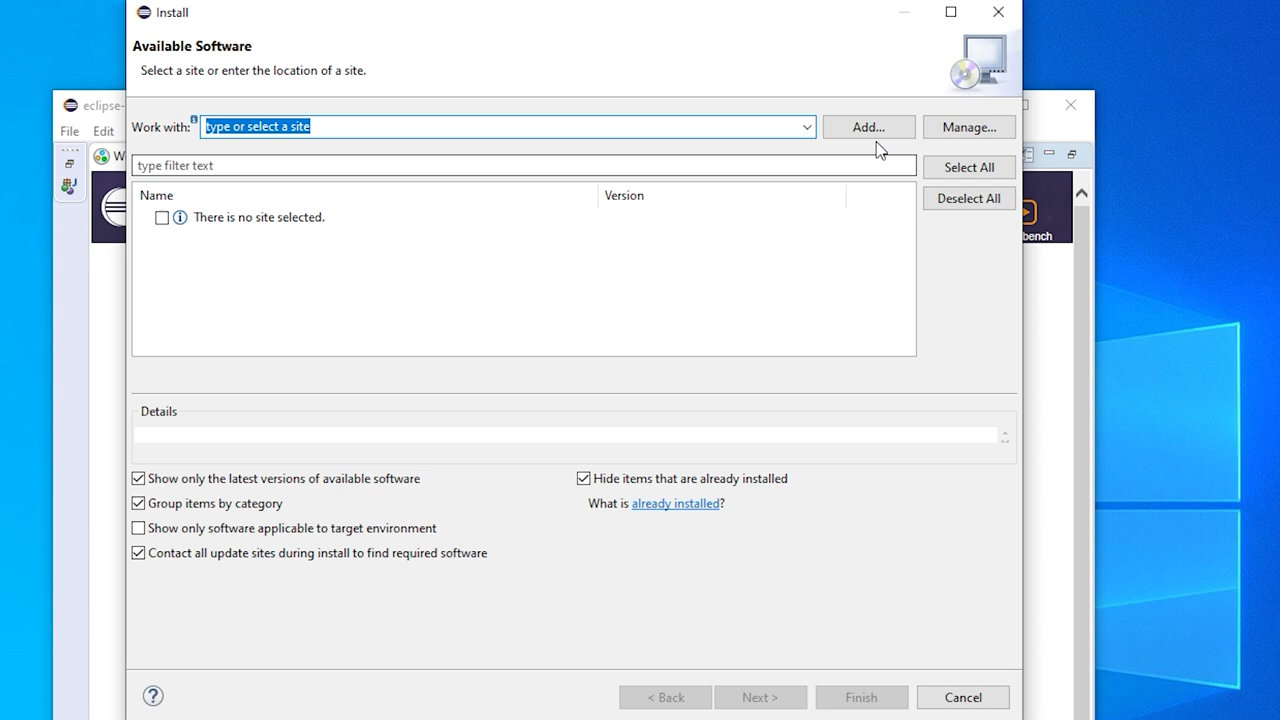 Install
Available Software
Select a site or enter the location of a site.
eclipse-
File Edit
W
Work with: type or select a site Add... Manage...
type filter text Select All
Name Version Deselect All
There is no site selected.
bench
Details
Show only the latest versions of available software Hide items that are already installed
Group items by category What is already installed?
Show only software applicable to target environment
Contact all update sites during install to find required software
? < Back Next > Finish Cancel